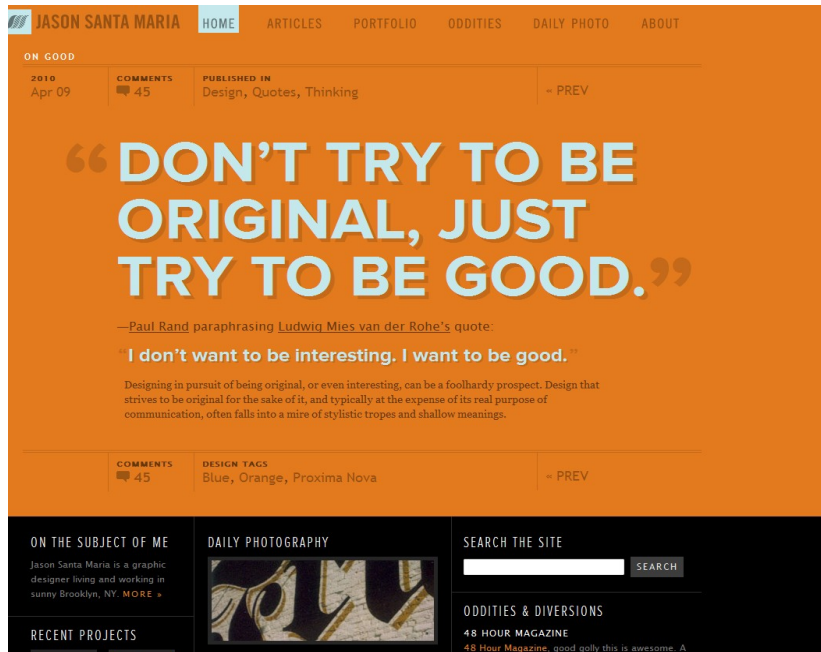 JASON SANTA MARIA HOME ARTICLES PORTFOLIO ODDITIES DAILY PHOTO ABOUT
ON GOOD
2010 COMMENTS PUBLISHED IN
Apr 09 45 Design, Quotes, Thinking « PREV
“DON’T TRY TO BE
ORIGINAL, JUST
TRY TO BE GOOD.”
—Paul Rand paraphrasing Ludwig Mies van der Rohe’s quote:
“I don’t want to be interesting. I want to be good.”
Designing in pursuit of being original, or even interesting, can be a foolhardy prospect. Design that
strives to be original for the sake of it, and typically at the expense of its real purpose of
communication, often falls into a mire of stylistic tropes and shallow meanings.
COMMENTS DESIGN TAGS
45 Blue, Orange, Proxima Nova « PREV
ON THE SUBJECT OF ME
Jason Santa Maria is a graphic
designer living and working in
sunny Brooklyn, NY. MORE »
RECENT PROJECTS
DAILY PHOTOGRAPHY
SEARCH THE SITE
SEARCH
ODDITIES & DIVERSIONS
48 HOUR MAGAZINE
48 Hour Magazine, good golly this is awesome. A